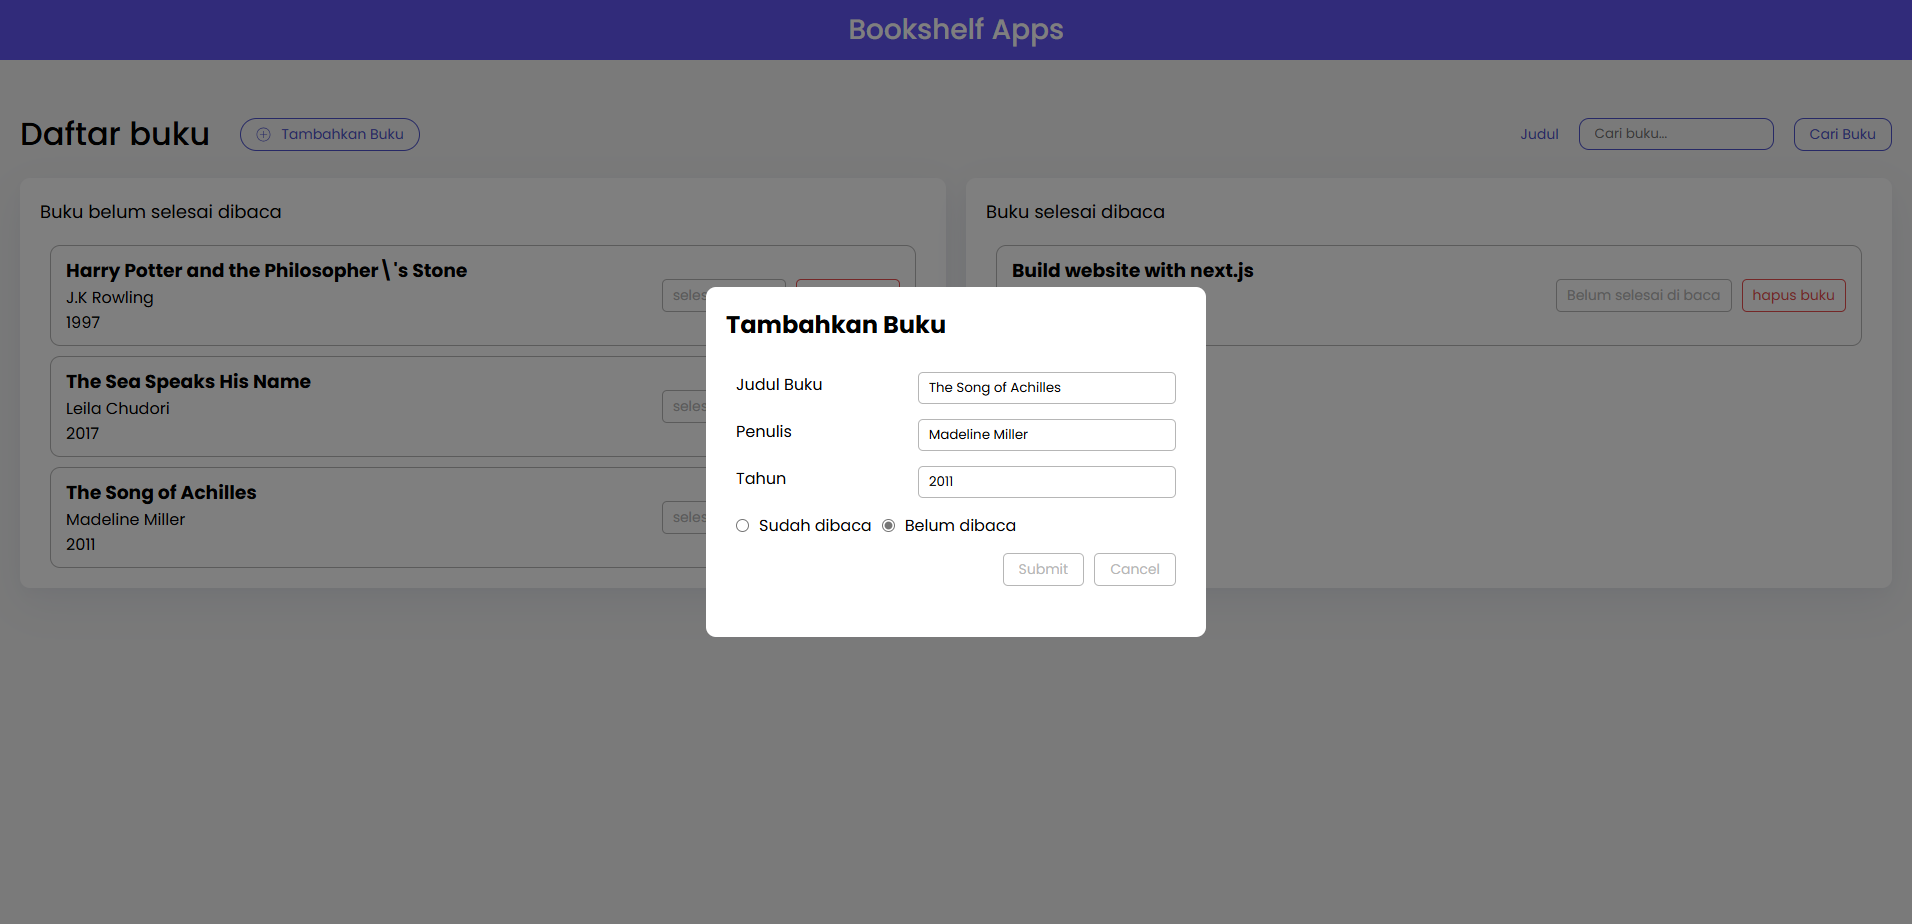 Bookshelf Apps
Daftar buku
Tambahkan Buku
Judul
Cari buku...
Cari Buku
Buku belum selesai dibaca
Harry Potter and the Philosopher\'s Stone
J.K Rowling
1997
The Sea Speaks His Name
Leila Chudori
2017
The Song of Achilles
Madeline Miller
2011
Buku selesai dibaca
Build website with next.js
Belum selesai di baca
hapus buku
Tambahkan Buku
Judul Buku
The Song of Achilles
Penulis
Madeline Miller
Tahun
2011
Sudah dibaca
Belum dibaca
Submit
Cancel